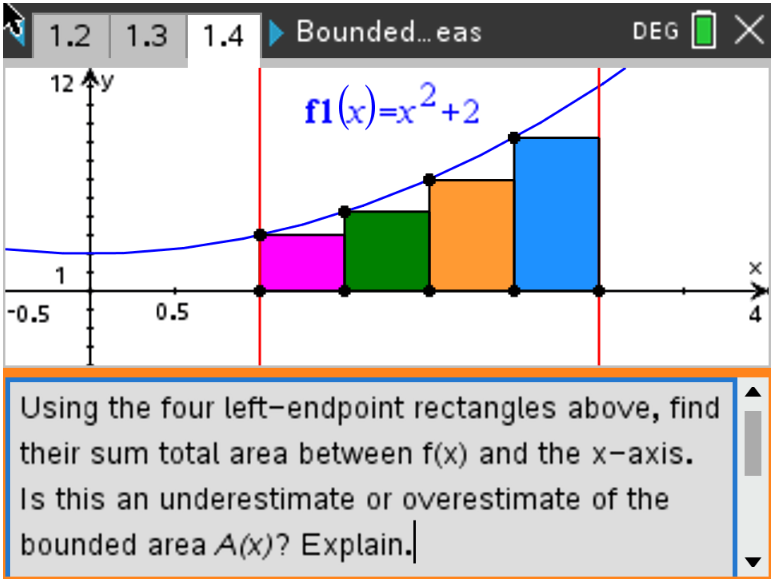 1.2 1.3 1.4 Bounded…eas DEG
12 y
f1(x)=x²+2
1
x
-0.5 0.5 4
Using the four left-endpoint rectangles above, find
their sum total area between f(x) and the x-axis.
Is this an underestimate or overestimate of the
bounded area A(x)? Explain.